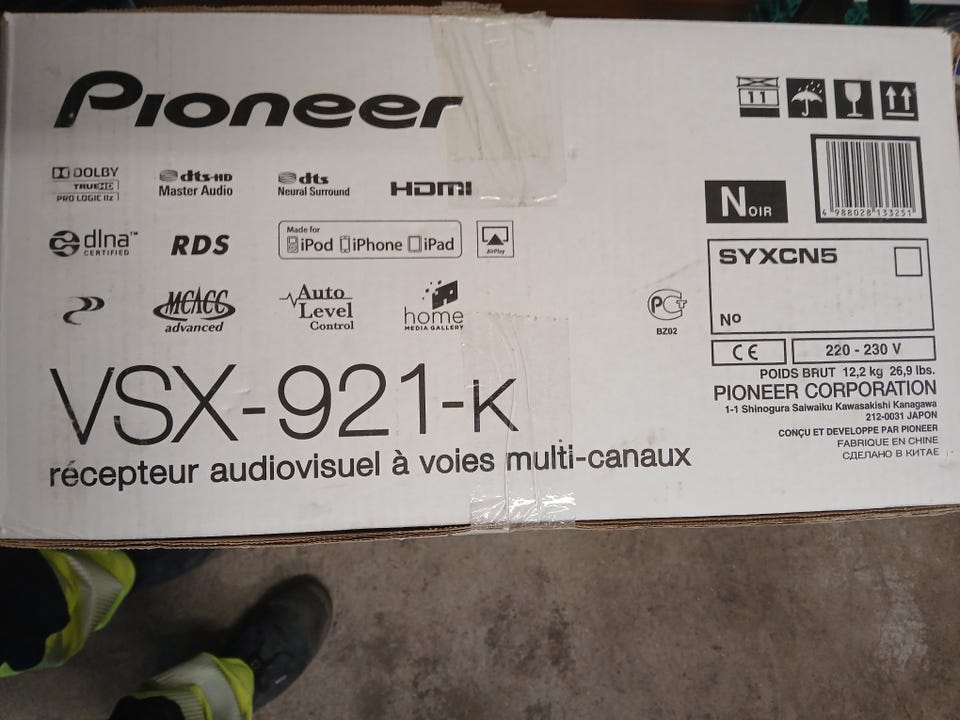 Pioneer
DOLBY
TRUEHD
PRO LOGIC IIz
dts-HD
Master Audio
dts
Neural Surround
HDMI
dlna™
CERTIFIED
RDS
Made for
iPod iPhone iPad
AirPlay
MCACC
advanced
Auto
Level
Control
home
MEDIA GALLERY
VSX-921-K
récepteur audiovisuel à voies multi-canaux
11
NOIR
4 988028 133251
SYXCN5
No
PCT
BZ02
CE
220 - 230 V
POIDS BRUT 12,2 kg 26,9 lbs.
PIONEER CORPORATION
1-1 Shinogura Saiwaiku Kawasakishi Kanagawa
212-0031 JAPON
CONÇU ET DEVELOPPE PAR PIONEER
FABRIQUE EN CHINE
СДЕЛАНО В КИТАЕ